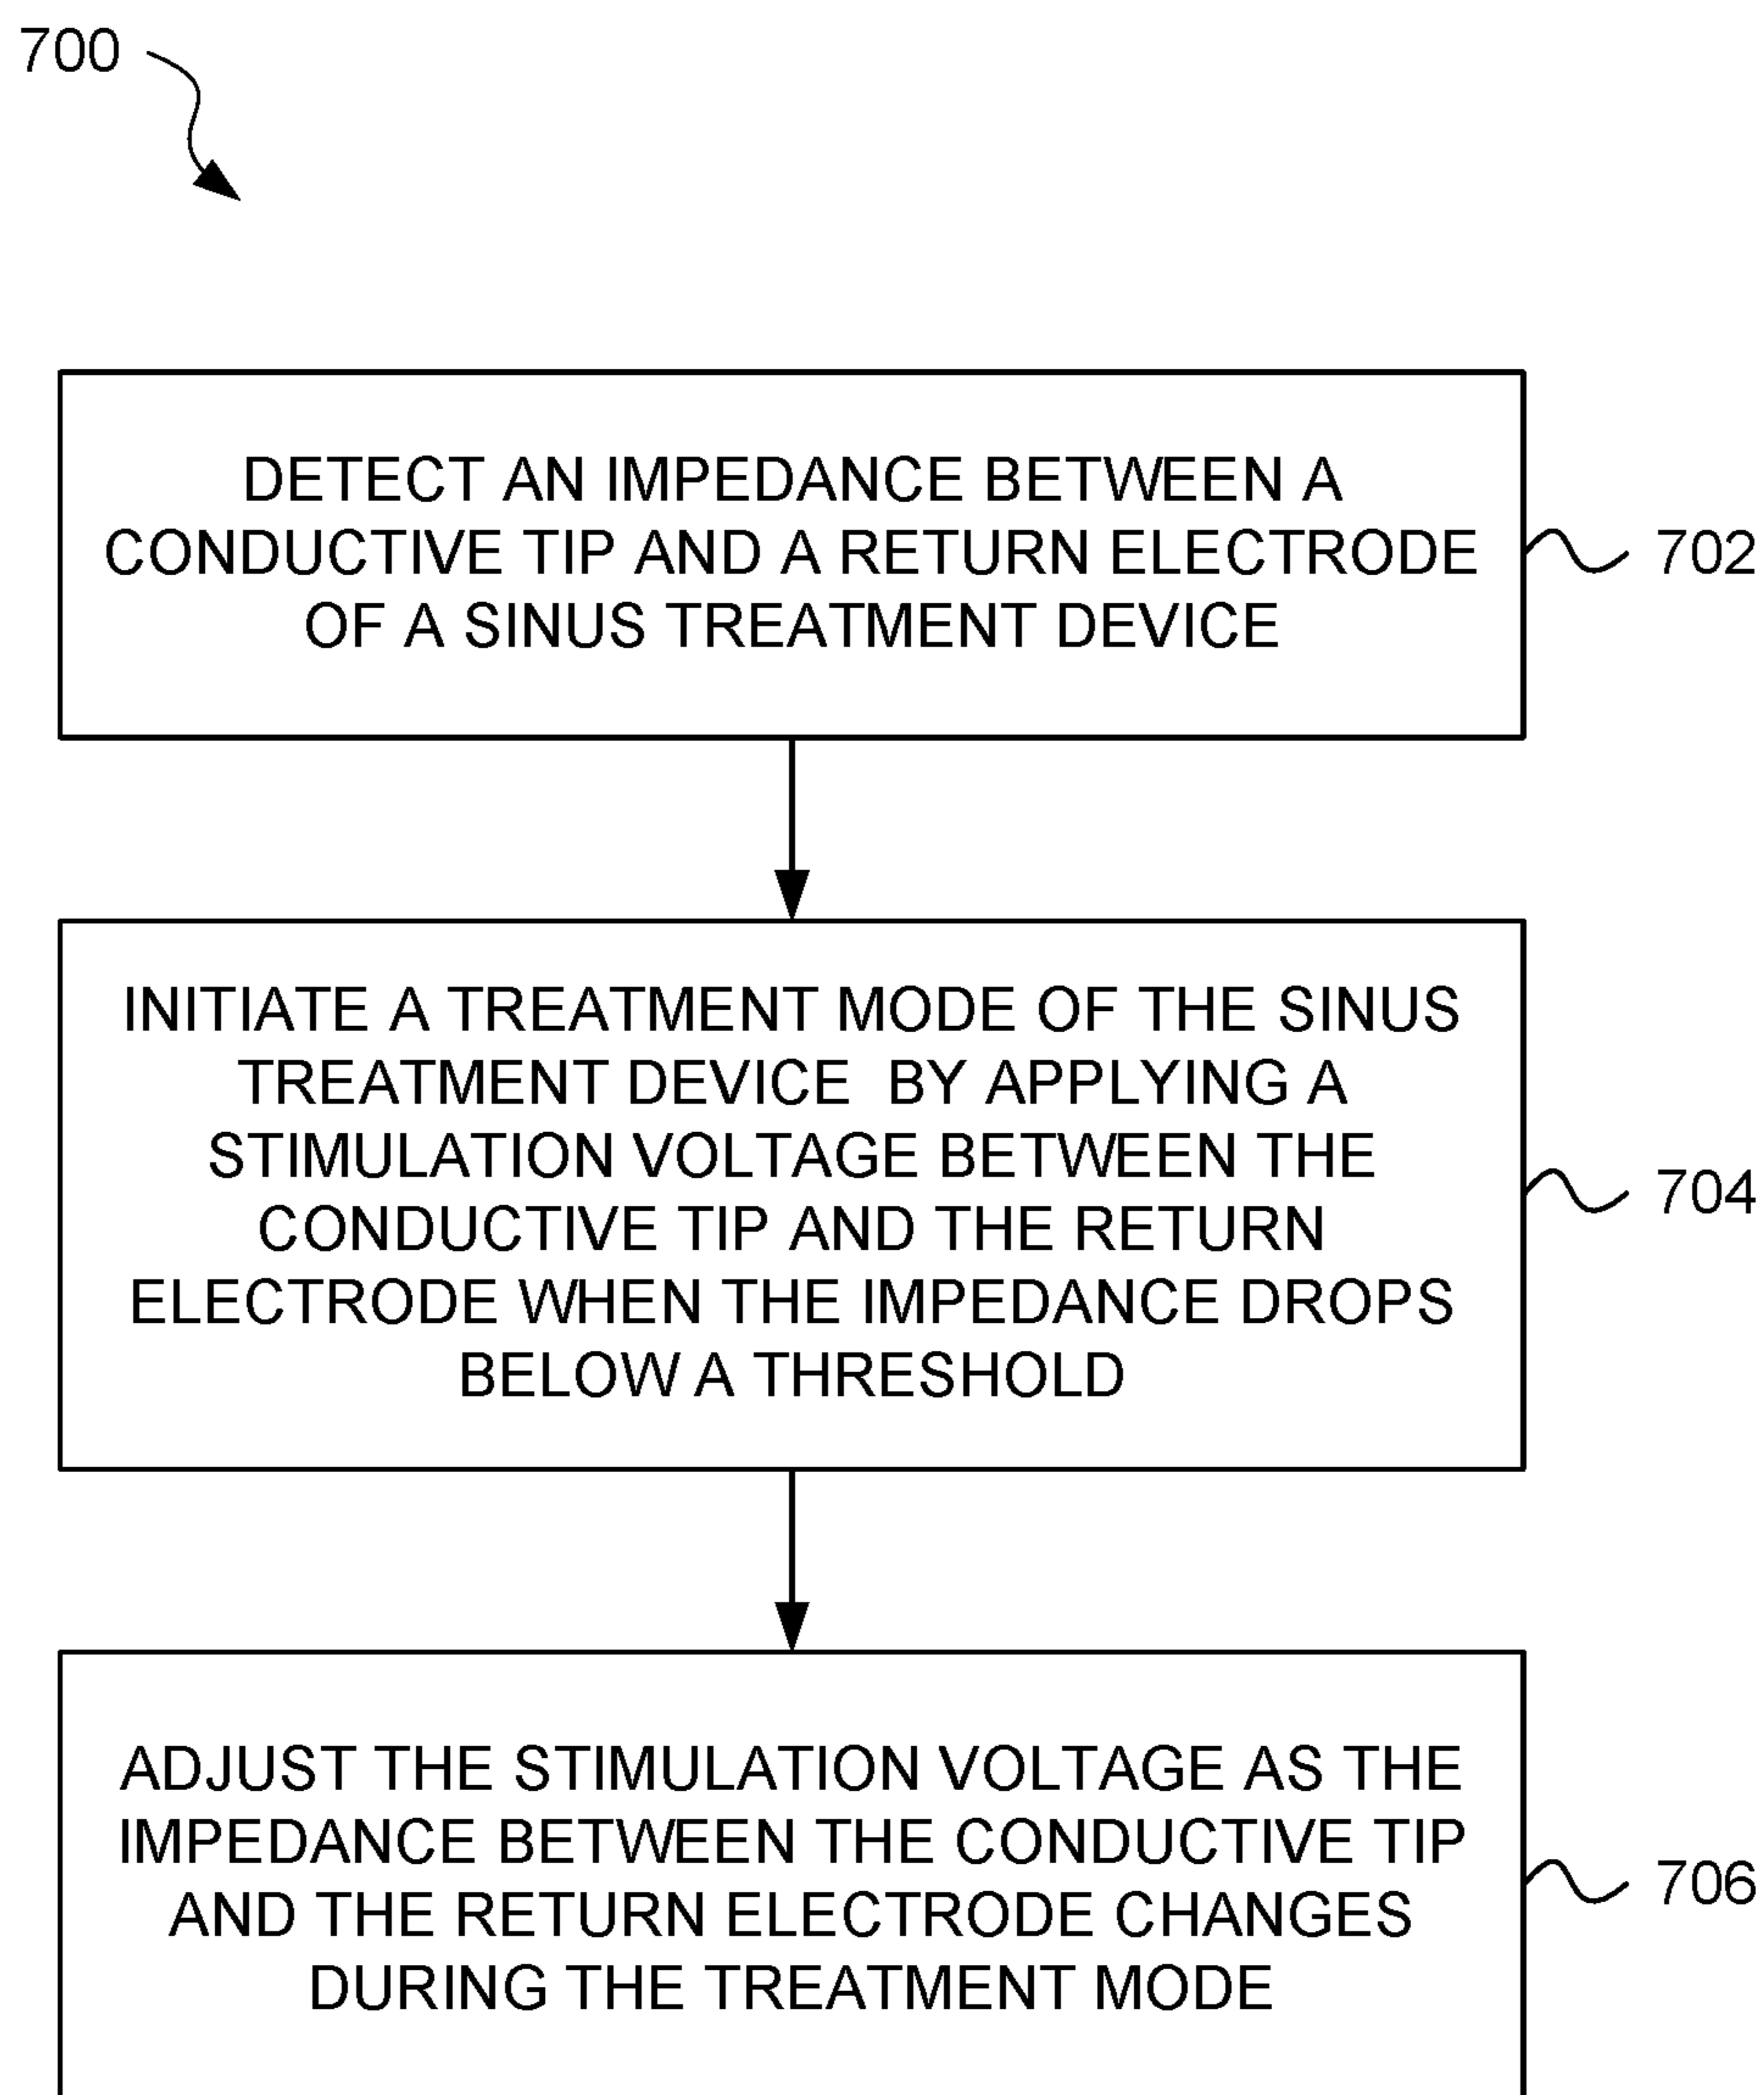 700
DETECT AN IMPEDANCE BETWEEN A
CONDUCTIVE TIP AND A RETURN ELECTRODE
OF A SINUS TREATMENT DEVICE
702
INITIATE A TREATMENT MODE OF THE SINUS
TREATMENT DEVICE BY APPLYING A
STIMULATION VOLTAGE BETWEEN THE
CONDUCTIVE TIP AND THE RETURN
ELECTRODE WHEN THE IMPEDANCE DROPS
BELOW A THRESHOLD
704
ADJUST THE STIMULATION VOLTAGE AS THE
IMPEDANCE BETWEEN THE CONDUCTIVE TIP
AND THE RETURN ELECTRODE CHANGES
DURING THE TREATMENT MODE
706